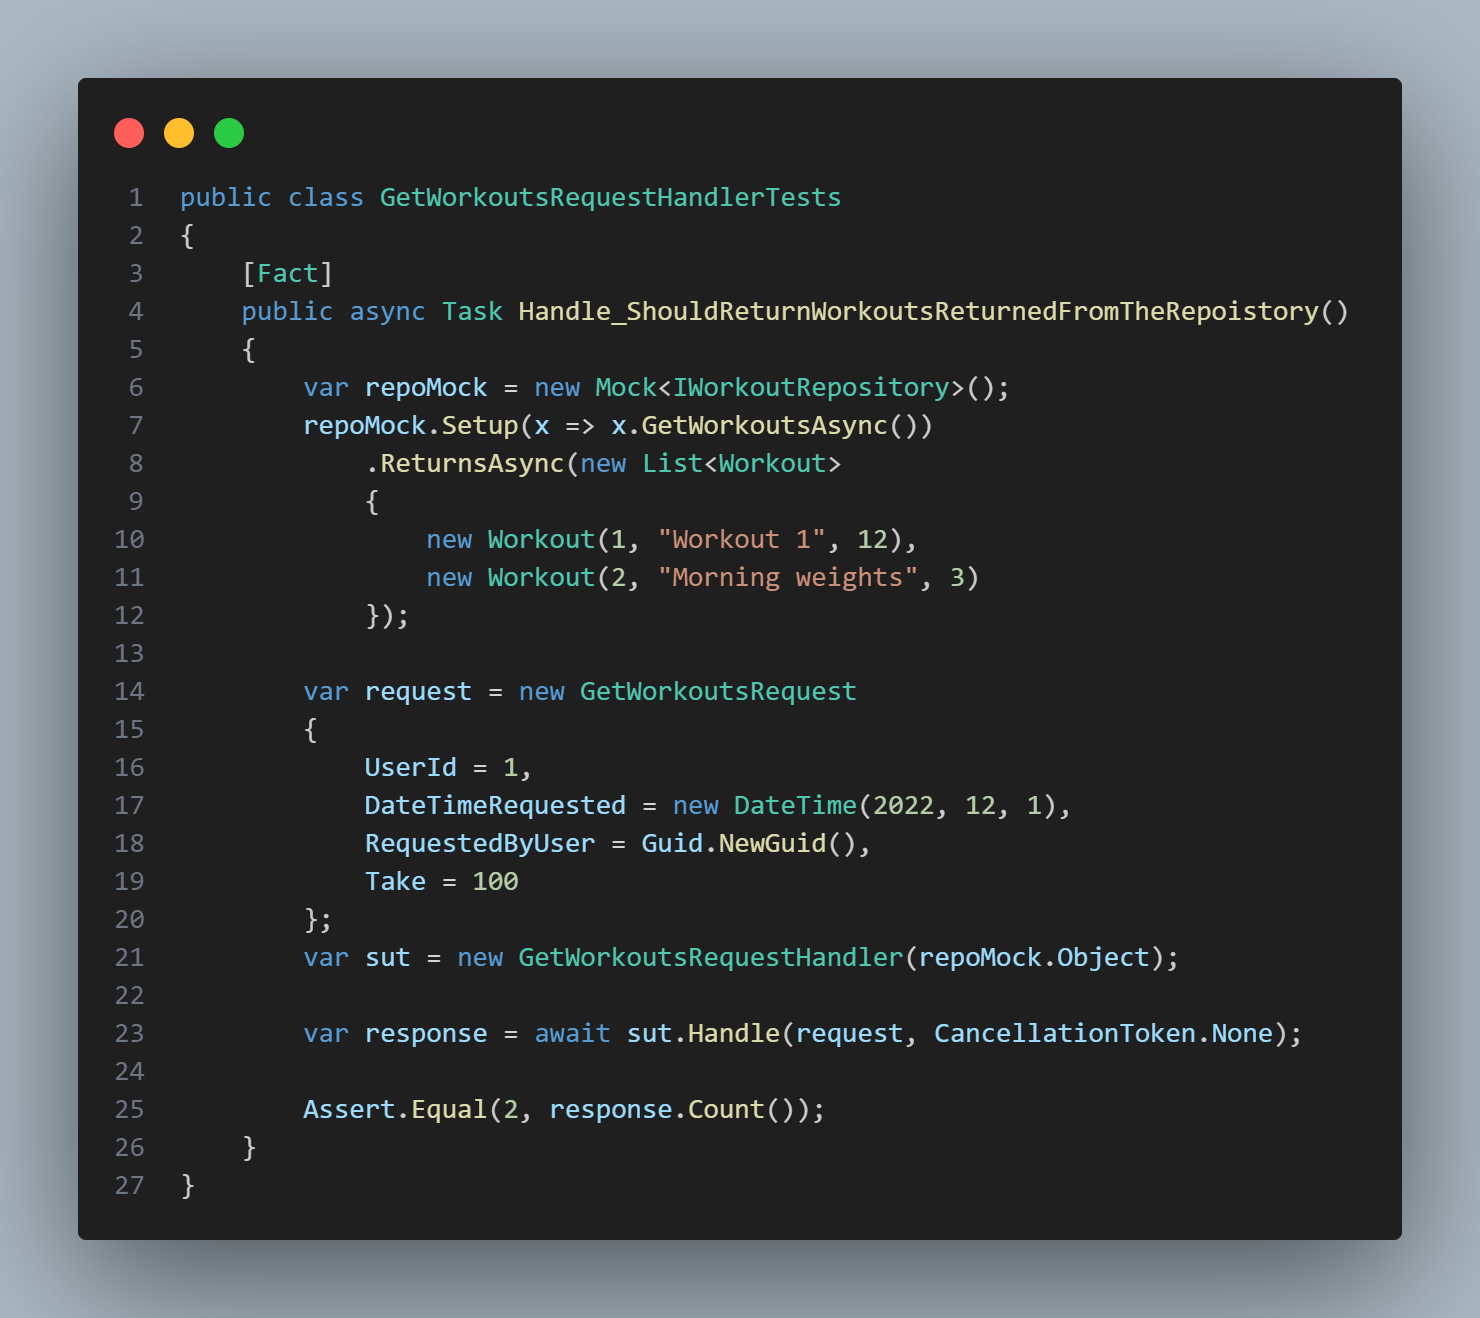 1 public class GetWorkoutsRequestHandlerTests
2 {
3     [Fact]
4     public async Task Handle_ShouldReturnWorkoutsReturnedFromTheRepoistory()
5     {
6         var repoMock = new Mock<IWorkoutRepository>();
7         repoMock.Setup(x => x.GetWorkoutsAsync())
8             .ReturnsAsync(new List<Workout>
9             {
10                 new Workout(1, "Workout 1", 12),
11                 new Workout(2, "Morning weights", 3)
12             });
13
14         var request = new GetWorkoutsRequest
15         {
16             UserId = 1,
17             DateTimeRequested = new DateTime(2022, 12, 1),
18             RequestedByUser = Guid.NewGuid(),
19             Take = 100
20         };
21         var sut = new GetWorkoutsRequestHandler(repoMock.Object);
22
23         var response = await sut.Handle(request, CancellationToken.None);
24
25         Assert.Equal(2, response.Count());
26     }
27 }